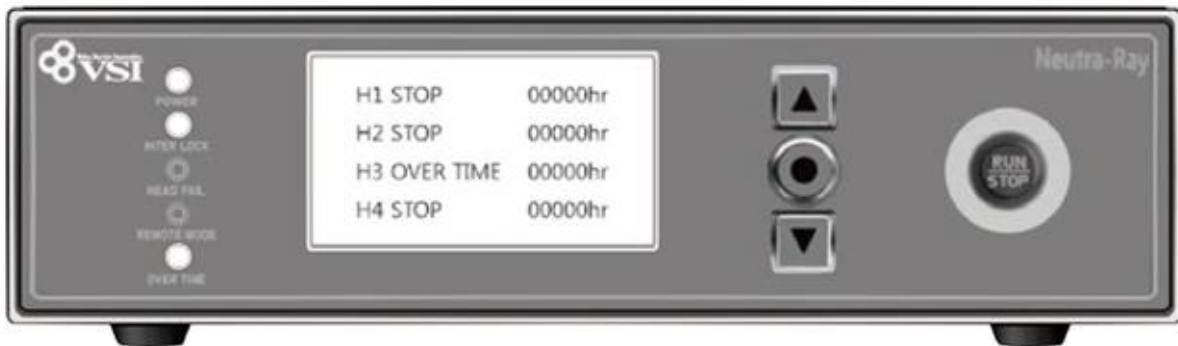 VSI
Neutra-Ray
POWER
INTER LOCK
HEAD FAIL
REMOTE MODE
OVER TIME
H1 STOP 00000hr
H2 STOP 00000hr
H3 OVER TIME 00000hr
H4 STOP 00000hr
RUN
STOP